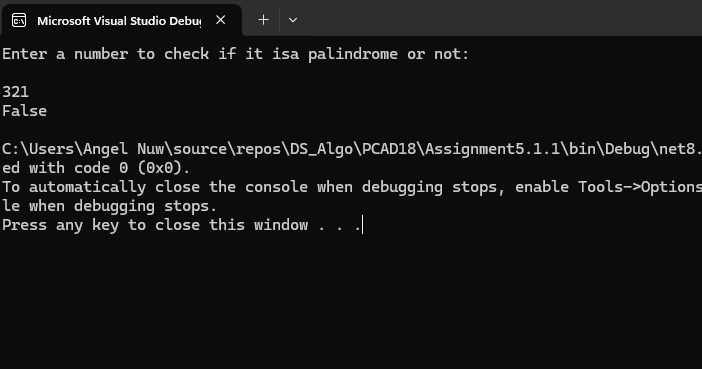 Microsoft Visual Studio Debu
Enter a number to check if it isa palindrome or not:
321
False
C:\Users\Angel Nuw\source\repos\DS_Algo\PCAD18\Assignment5.1.1\bin\Debug\net8.
ed with code 0 (0x0).
To automatically close the console when debugging stops, enable Tools->Options
le when debugging stops.
Press any key to close this window . . .